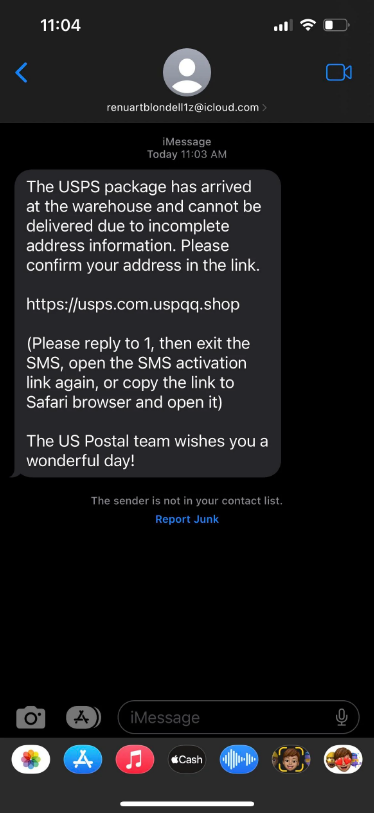 11:04
renuartblondell1z@icloud.com >
iMessage
Today 11:03 AM
The USPS package has arrived
at the warehouse and cannot be
delivered due to incomplete
address information. Please
confirm your address in the link.
https://usps.com.uspqq.shop
(Please reply to 1, then exit the
SMS, open the SMS activation
link again, or copy the link to
Safari browser and open it)
The US Postal team wishes you a
wonderful day!
The sender is not in your contact list.
Report Junk
iMessage
Cash